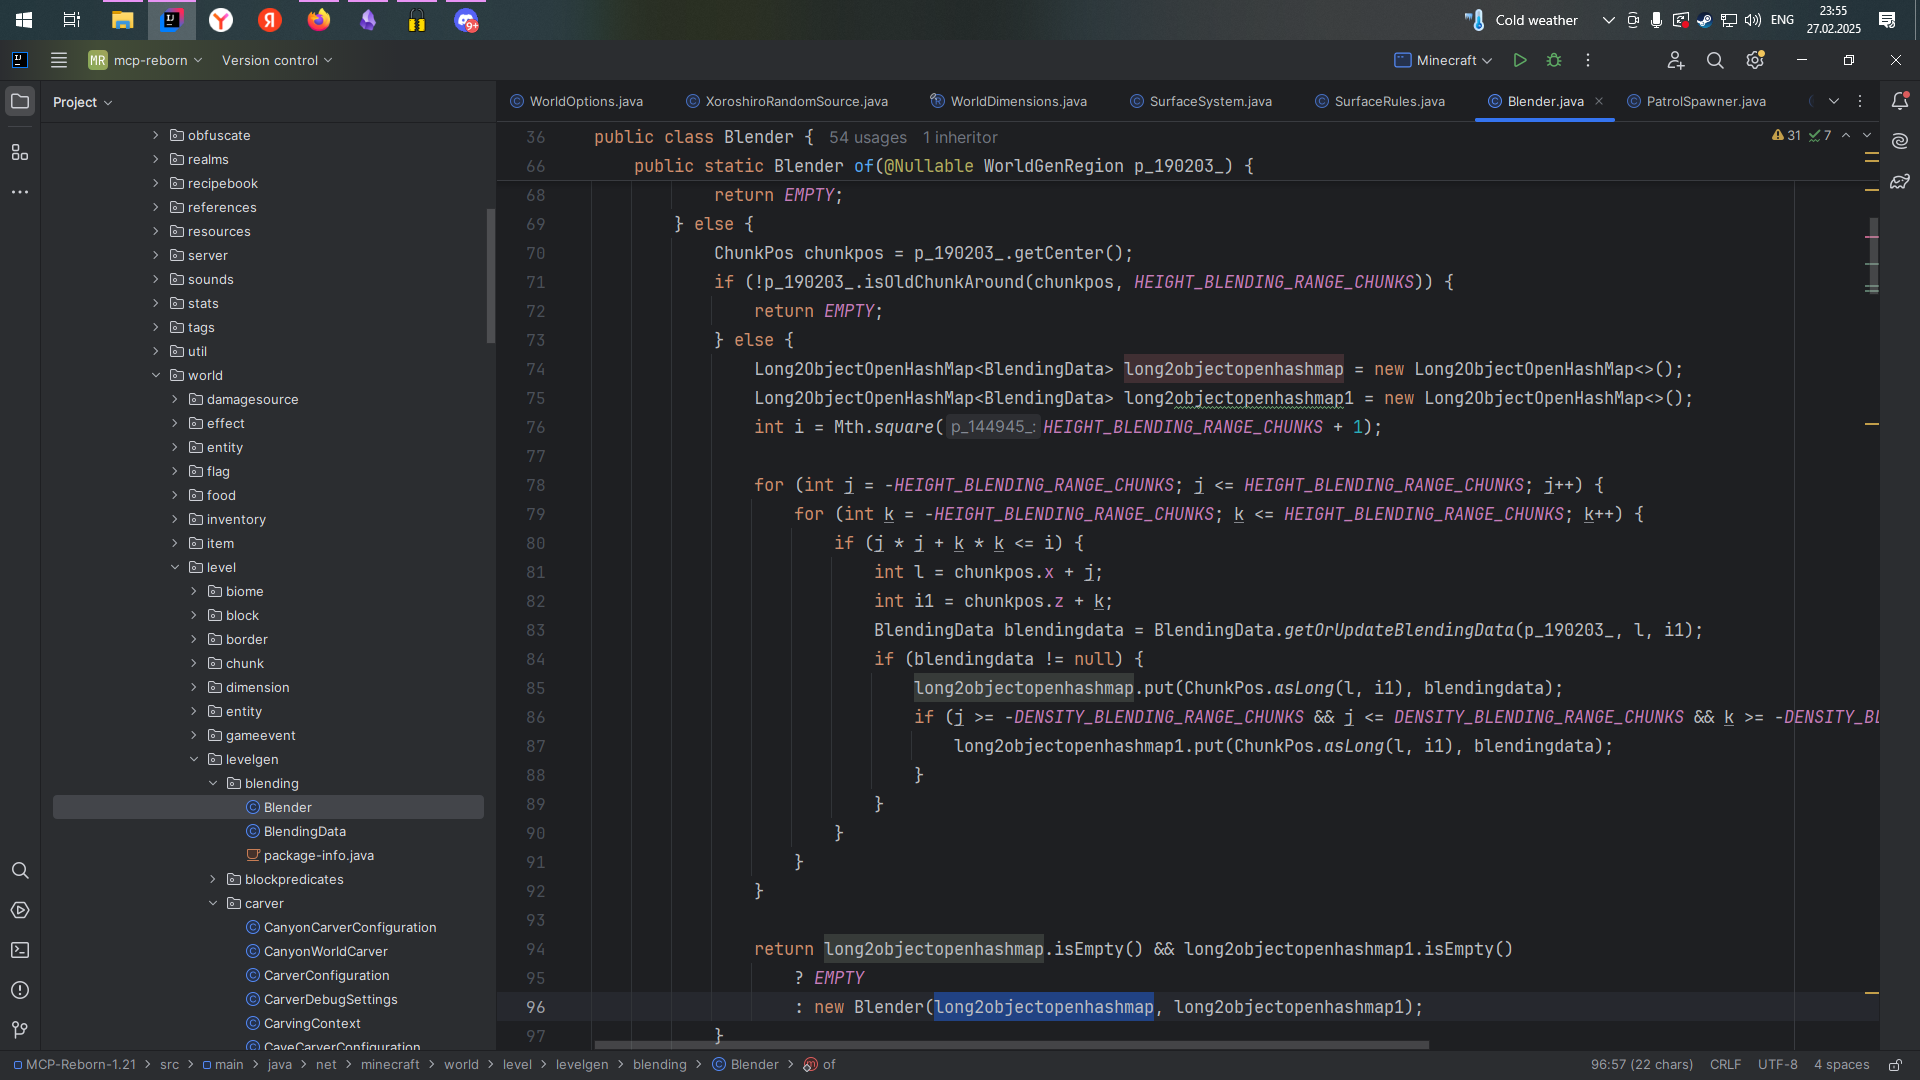 Cold weather
ENG
23:55
27.02.2025
9+
MR mcp-reborn
Version control
Minecraft
Project
WorldOptions.java
XoroshiroRandomSource.java
WorldDimensions.java
SurfaceSystem.java
SurfaceRules.java
Blender.java
PatrolSpawner.java
obfuscate
realms
recipebook
references
resources
server
sounds
stats
tags
util
world
damagesource
effect
entity
flag
food
inventory
item
level
biome
block
border
chunk
dimension
entity
gameevent
levelgen
blending
Blender
BlendingData
package-info.java
blockpredicates
carver
CanyonCarverConfiguration
CanyonWorldCarver
CarverConfiguration
CarverDebugSettings
CarvingContext
CaveCarverConfiguration
31 7
36 public class Blender { 54 usages 1 inheritor
66 public static Blender of(@Nullable WorldGenRegion p_190203_) {
68 return EMPTY;
69 } else {
70 ChunkPos chunkpos = p_190203_.getCenter();
71 if (!p_190203_.isOldChunkAround(chunkpos, HEIGHT_BLENDING_RANGE_CHUNKS)) {
72 return EMPTY;
73 } else {
74 Long2ObjectOpenHashMap<BlendingData> long2objectopenhashmap = new Long2ObjectOpenHashMap<>();
75 Long2ObjectOpenHashMap<BlendingData> long2objectopenhashmap1 = new Long2ObjectOpenHashMap<>();
76 int i = Mth.square( p_144945_: HEIGHT_BLENDING_RANGE_CHUNKS + 1);
77
78 for (int j = -HEIGHT_BLENDING_RANGE_CHUNKS; j <= HEIGHT_BLENDING_RANGE_CHUNKS; j++) {
79 for (int k = -HEIGHT_BLENDING_RANGE_CHUNKS; k <= HEIGHT_BLENDING_RANGE_CHUNKS; k++) {
80 if (j * j + k * k <= i) {
81 int l = chunkpos.x + j;
82 int i1 = chunkpos.z + k;
83 BlendingData blendingdata = BlendingData.getOrUpdateBlendingData(p_190203_, l, i1);
84 if (blendingdata != null) {
85 long2objectopenhashmap.put(ChunkPos.asLong(l, i1), blendingdata);
86 if (j >= -DENSITY_BLENDING_RANGE_CHUNKS && j <= DENSITY_BLENDING_RANGE_CHUNKS && k >= -DENSITY_BL
87 long2objectopenhashmap1.put(ChunkPos.asLong(l, i1), blendingdata);
88 }
89 }
90 }
91 }
92 }
93
94 return long2objectopenhashmap.isEmpty() && long2objectopenhashmap1.isEmpty()
95 ? EMPTY
96 : new Blender(long2objectopenhashmap, long2objectopenhashmap1);
97 }
MCP-Reborn-1.21 > src > main > java > net > minecraft > world > level > levelgen > blending > Blender > of
96:57 (22 chars) CRLF UTF-8 4 spaces